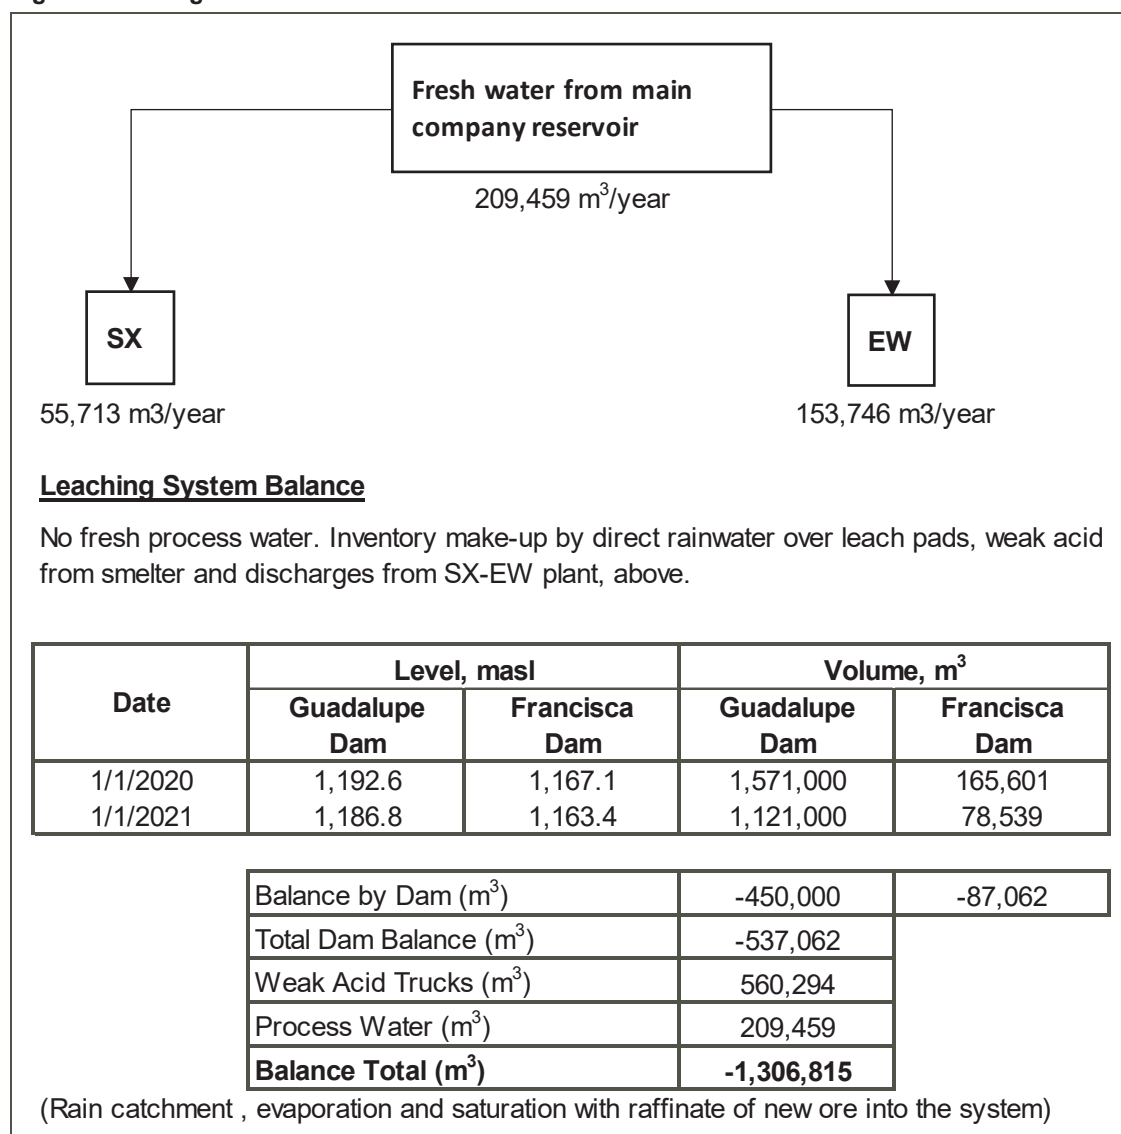 Fresh water from main
company reservoir
209,459 m³/year
SX
EW
55,713 m3/year
153,746 m3/year
Leaching System Balance
No fresh process water. Inventory make-up by direct rainwater over leach pads, weak acid
from smelter and discharges from SX-EW plant, above.
Date
Level, masl
Volume, m³
Guadalupe Dam
Francisca Dam
Guadalupe Dam
Francisca Dam
1/1/2020 1,192.6 1,167.1 1,571,000 165,601
1/1/2021 1,186.8 1,163.4 1,121,000 78,539
Balance by Dam (m³) -450,000 -87,062
Total Dam Balance (m³) -537,062
Weak Acid Trucks (m³) 560,294
Process Water (m³) 209,459
Balance Total (m³) -1,306,815
(Rain catchment , evaporation and saturation with raffinate of new ore into the system)